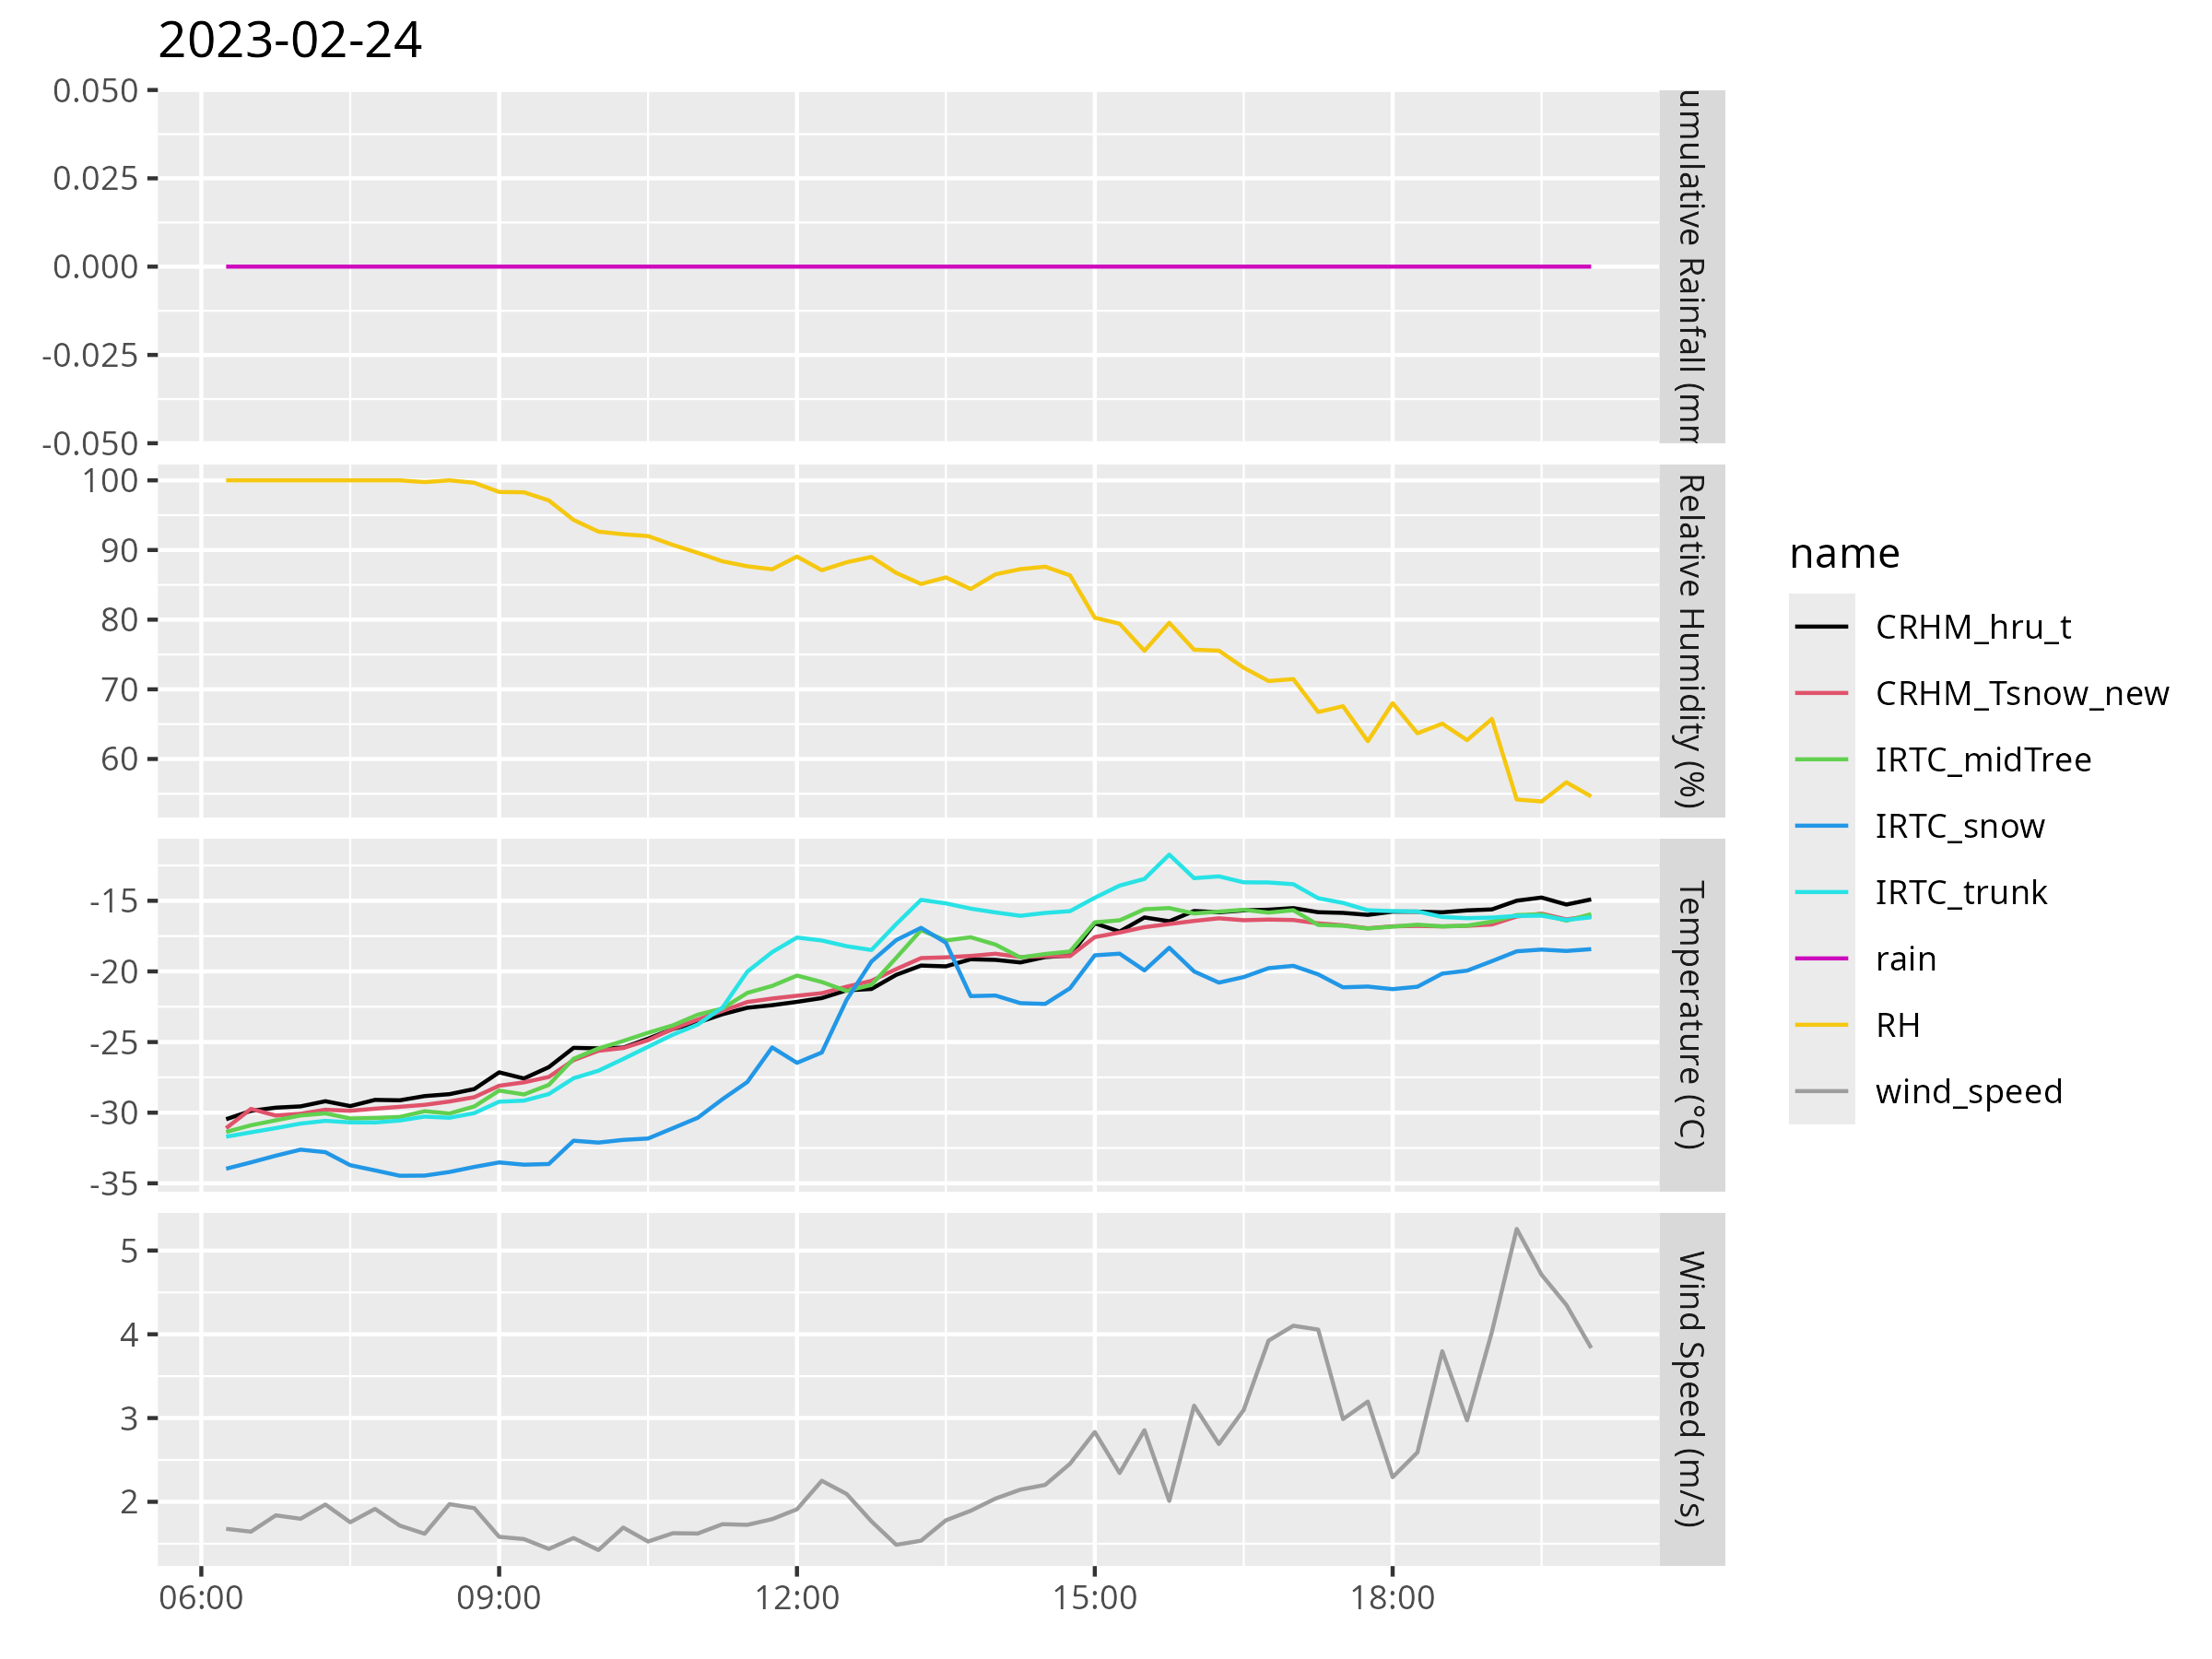 2023-02-24
0.050
0.025
0.000
-0.025
-0.050
umulative Rainfall (mm
100
90
80
70
60
Relative Humidity (%)
-15
-20
-25
-30
-35
Temperature (°C)
5
4
3
2
Wind Speed (m/s)
06:00 09:00 12:00 15:00 18:00
name
CRHM_hru_t
CRHM_Tsnow_new
IRTC_midTree
IRTC_snow
IRTC_trunk
rain
RH
wind_speed